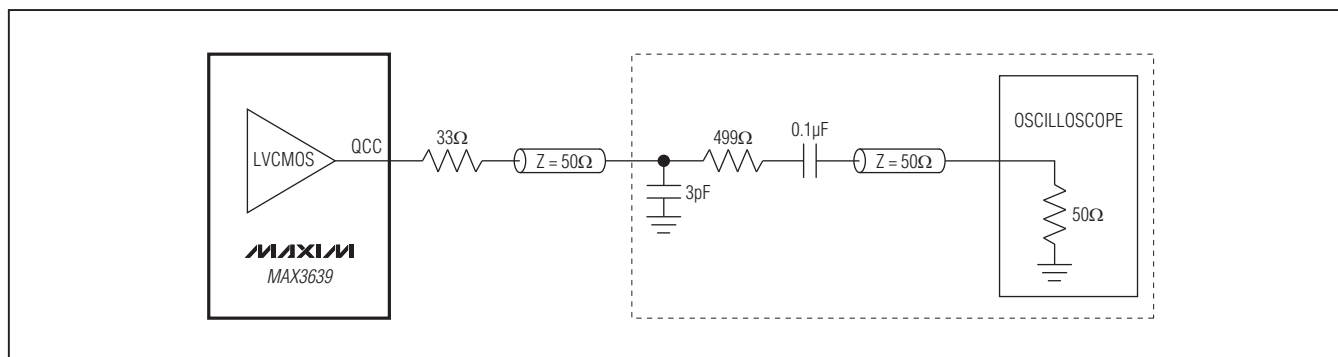 LVCMOS
QCC
MAXIM
MAX3639
33Ω
Z = 50Ω
3pF
499Ω
0.1µF
Z = 50Ω
OSCILLOSCOPE
50Ω